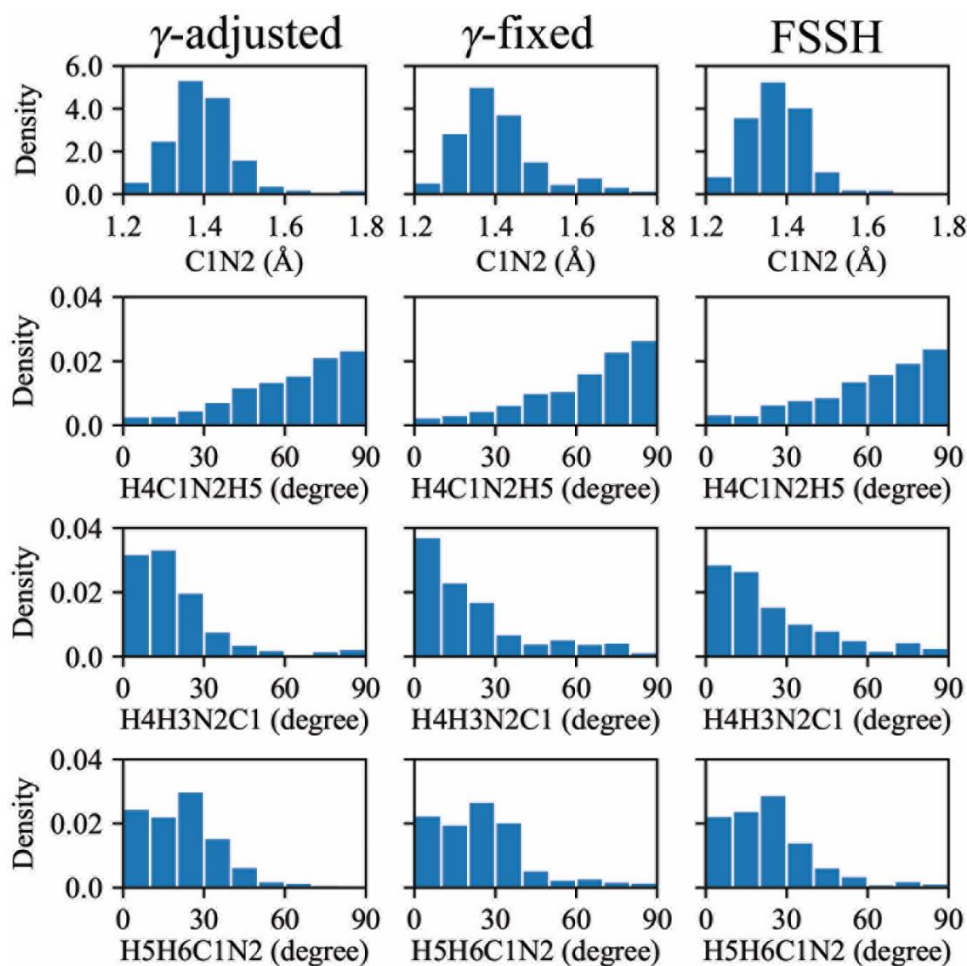 γ-adjusted γ-fixed FSSH
6.0
4.0
2.0
0.0
Density
1.2 1.4 1.6 1.8 1.2 1.4 1.6 1.8 1.2 1.4 1.6 1.8
C1N2 (Å) C1N2 (Å) C1N2 (Å)
0.04
0.02
0.0
Density
0 30 60 90 0 30 60 90 0 30 60 90
H4C1N2H5 (degree) H4C1N2H5 (degree) H4C1N2H5 (degree)
0.04
0.02
0.0
Density
0 30 60 90 0 30 60 90 0 30 60 90
H4H3N2C1 (degree) H4H3N2C1 (degree) H4H3N2C1 (degree)
0.04
0.02
0.0
Density
0 30 60 90 0 30 60 90 0 30 60 90
H5H6C1N2 (degree) H5H6C1N2 (degree) H5H6C1N2 (degree)